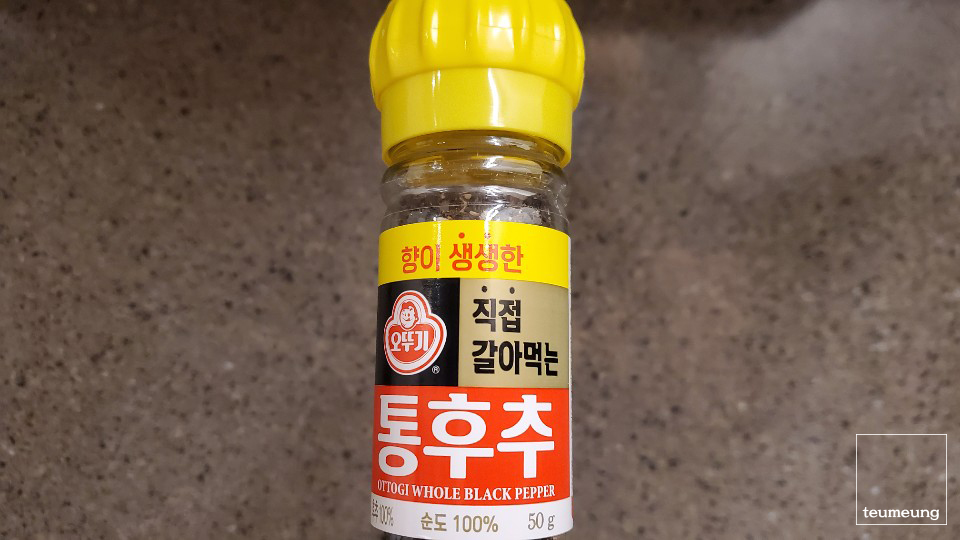 향이 생생한
오뚜기 ®
직접
갈아먹는
통후추
OTTOGI WHOLE BLACK PEPPER
100% 순도 100% 50 g
teumeung